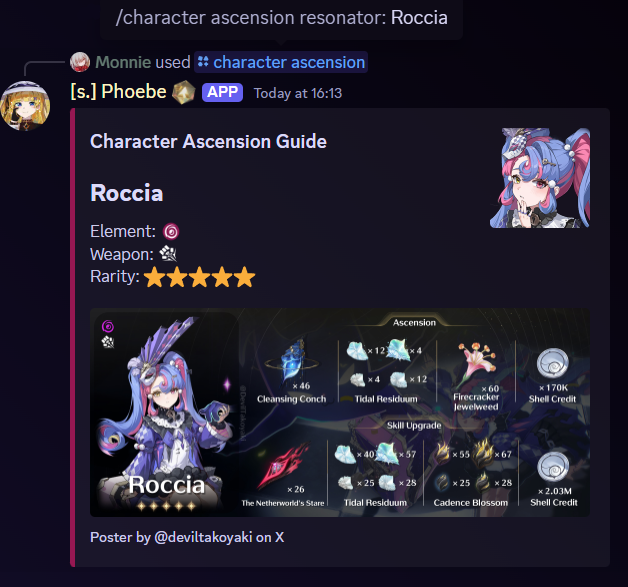 /character ascension resonator: Roccia
Monnie used character ascension
[s.] Phoebe APP Today at 16:13
Character Ascension Guide
Roccia
Element:
Weapon:
Rarity:
Ascension
×46
Cleansing Conch
×12 ×4
×4 ×12
Tidal Residuum
×60
Firecracker
Jewelweed
×170K
Shell Credit
Skill Upgrade
×26
The Netherworld's Stare
×40 ×57
×25 ×28
Tidal Residuum
×55 ×67
×25 ×28
Cadence Blossom
×2.03M
Shell Credit
Roccia
@DevilTakoyaki
Poster by @deviltakoyaki on X